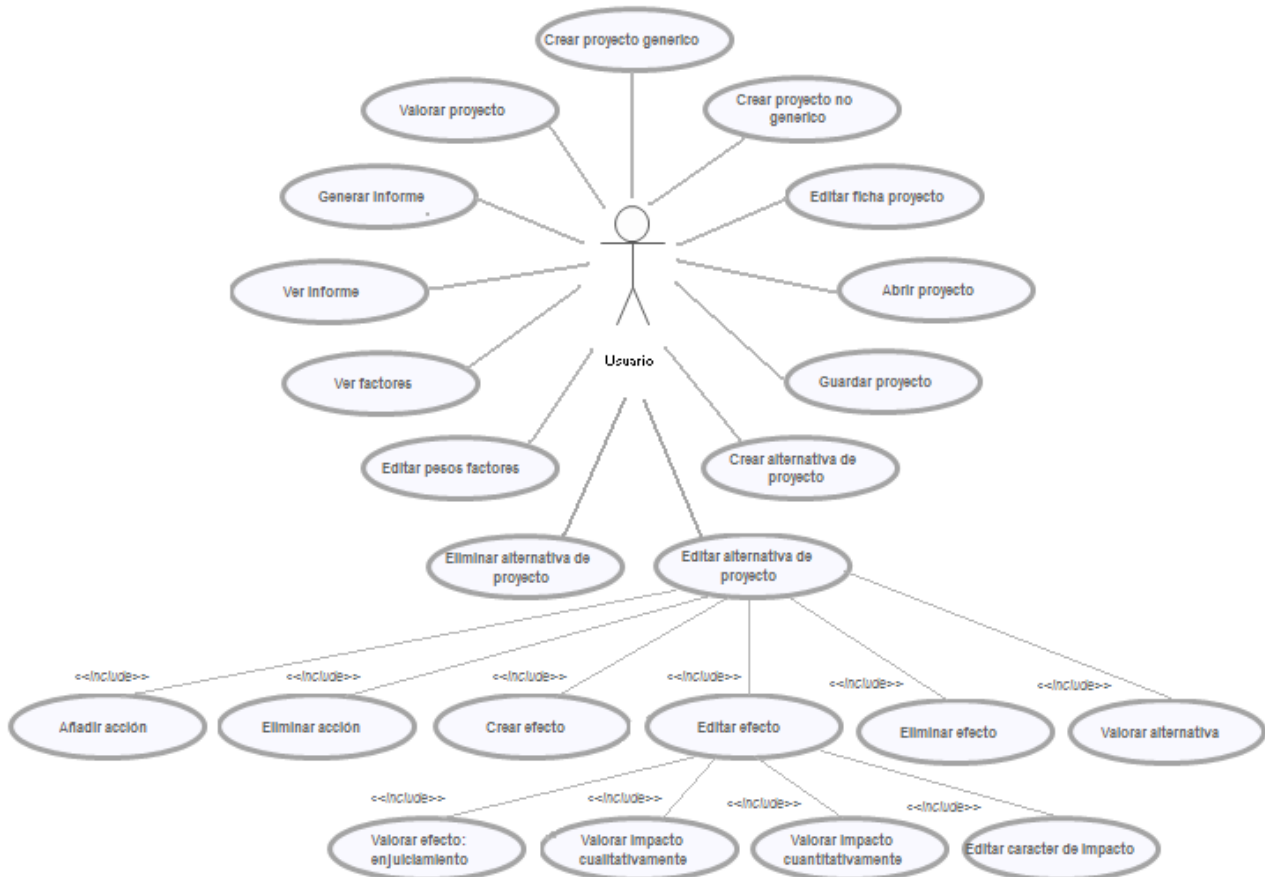 Crear proyecto generico
Valorar proyecto
Crear proyecto no
generico
Generar informe
Editar ficha proyecto
Ver informe
Abrir proyecto
Usuario
Ver factores
Guardar proyecto
Editar pesos factores
Crear alternativa de
proyecto
Eliminar alternativa de
proyecto
Editar alternativa de
proyecto
<<include>>
<<include>>
<<include>>
<<include>>
<<include>>
<<include>>
Añadir acción
Eliminar acción
Crear efecto
Editar efecto
Eliminar efecto
Valorar alternativa
<<include>>
<<include>>
<<include>>
<<include>>
Valorar efecto:
enjuiciamiento
Valorar impacto
cualitativamente
Valorar impacto
cuantitativamente
Editar caracter de impacto